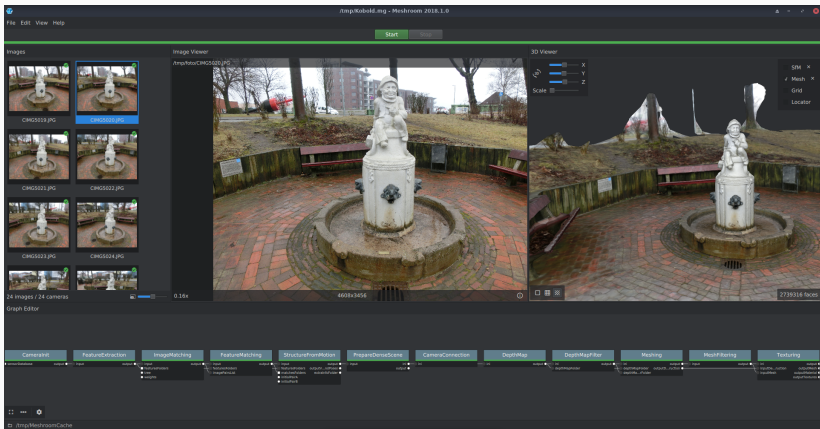 /tmp/Kobold.mg - Meshroom 2018.1.0
File Edit View Help
Start Stop
Images
Image Viewer
3D Viewer
/tmp/foto/CIMG5020.JPG
X
Y
Z
Scale
SfM
Mesh
Grid
Locator
CIMG5019.JPG
CIMG5020.JPG
CIMG5021.JPG
CIMG5022.JPG
CIMG5023.JPG
CIMG5024.JPG
24 images / 24 cameras
0.16x
4608x3456
2739316 faces
Graph Editor
CameraInit
FeatureExtraction
ImageMatching
FeatureMatching
StructureFromMotion
PrepareDenseScene
CameraConnection
DepthMap
DepthMapFilter
Meshing
MeshFiltering
Texturing
/tmp/MeshroomCache